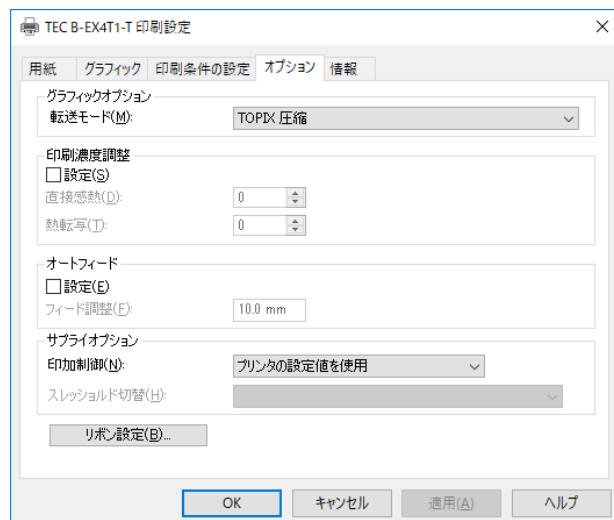 TEC B-EX4T1-T 印刷設定
用紙 グラフィック 印刷条件の設定 オプション 情報
グラフィックオプション
転送モード(M): TOPIX 圧縮
印刷濃度調整
設定(S)
直接感熱(D): 0
熱転写(T): 0
オートフィード
設定(E)
フィード調整(F): 10.0 mm
サプライオプション
印加制御(N): プリンタの設定値を使用
スレッショルド切替(H):
リボン設定(B)...
OK キャンセル 適用(A) ヘルプ